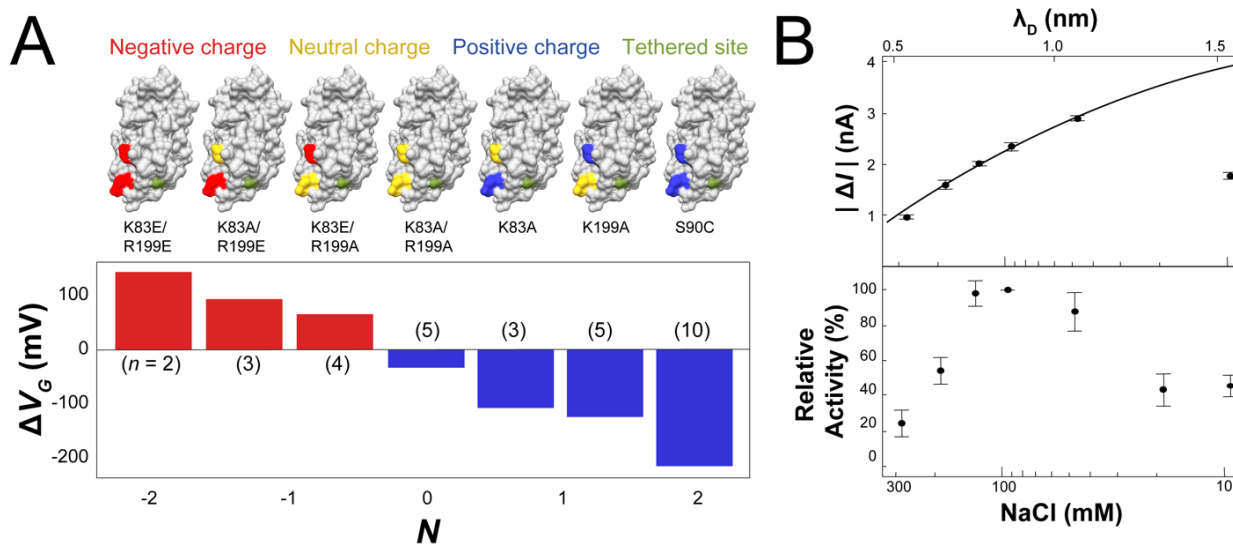 A
Negative charge Neutral charge Positive charge Tethered site
K83E/ K83A/ K83E/ K83A/ K83A K199A S90C
R199E R199E R199A R199A
ΔV_G (mV)
100
0
-100
-200
(n = 2) (3) (4) (5) (3) (5) (10)
-2 -1 0 1 2
N
B
λ_D (nm)
0.5 1.0 1.5
| ΔI | (nA)
4
3
2
1
Relative
Activity (%)
100
80
60
40
20
0
300 100 10
NaCl (mM)